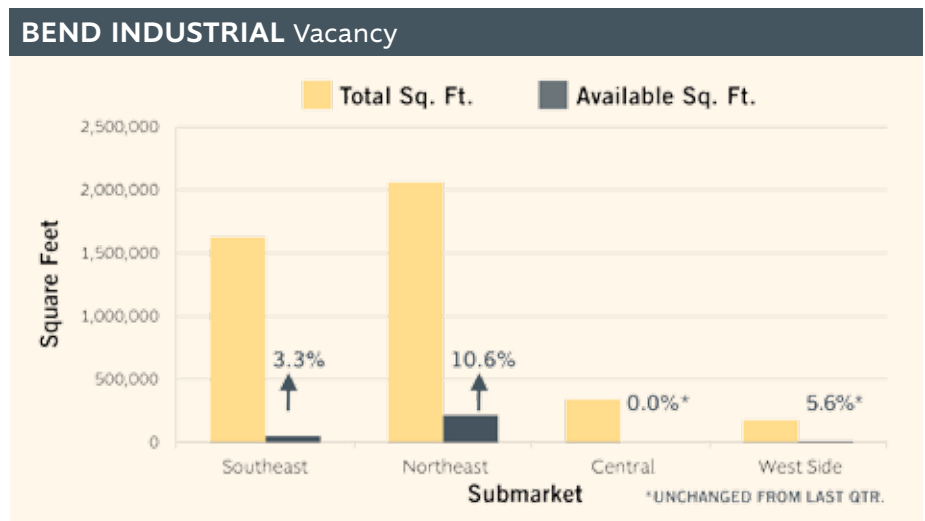 BEND INDUSTRIAL Vacancy
Total Sq. Ft.
Available Sq. Ft.
Square Feet
2,500,000
2,000,000
1,500,000
1,000,000
500,000
0
3.3%
10.6%
0.0%*
5.6%*
Southeast
Northeast
Central
West Side
Submarket
*UNCHANGED FROM LAST QTR.